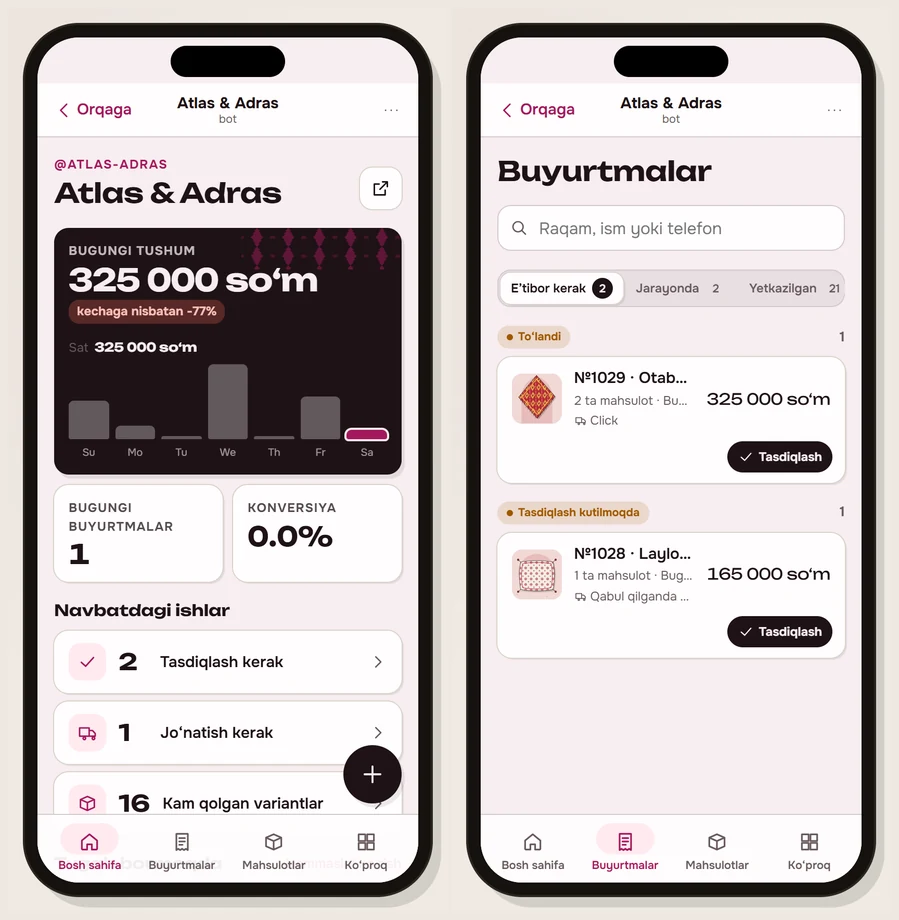 Orqaga
Atlas & Adras
bot
...
@ATLAS-ADRAS
Atlas & Adras
BUGUNGI TUSHUM
325 000 so‘m
kechaga nisbatan -77%
Sat 325 000 so‘m
Su Mo Tu We Th Fr Sa
BUGUNGI
BUYURTMALAR
1
KONVERSIYA
0.0%
Navbatdagi ishlar
2 Tasdiqlash kerak
1 Jo‘natish kerak
+
16 Kam qolgan variantlar
Bosh sahifa Buyurtmalar Mahsulotlar Ko‘proq
Orqaga
Atlas & Adras
bot
...
Buyurtmalar
Raqam, ism yoki telefon
E’tibor kerak 2 Jarayonda 2 Yetkazilgan 21
To‘landi 1
№1029 · Otab...
2 ta mahsulot · Bu...
Click
325 000 so‘m
Tasdiqlash
Tasdiqlash kutilmoqda 1
№1028 · Laylo...
1 ta mahsulot · Bug...
Qabul qilganda ...
165 000 so‘m
Tasdiqlash
Bosh sahifa Buyurtmalar Mahsulotlar Ko‘proq